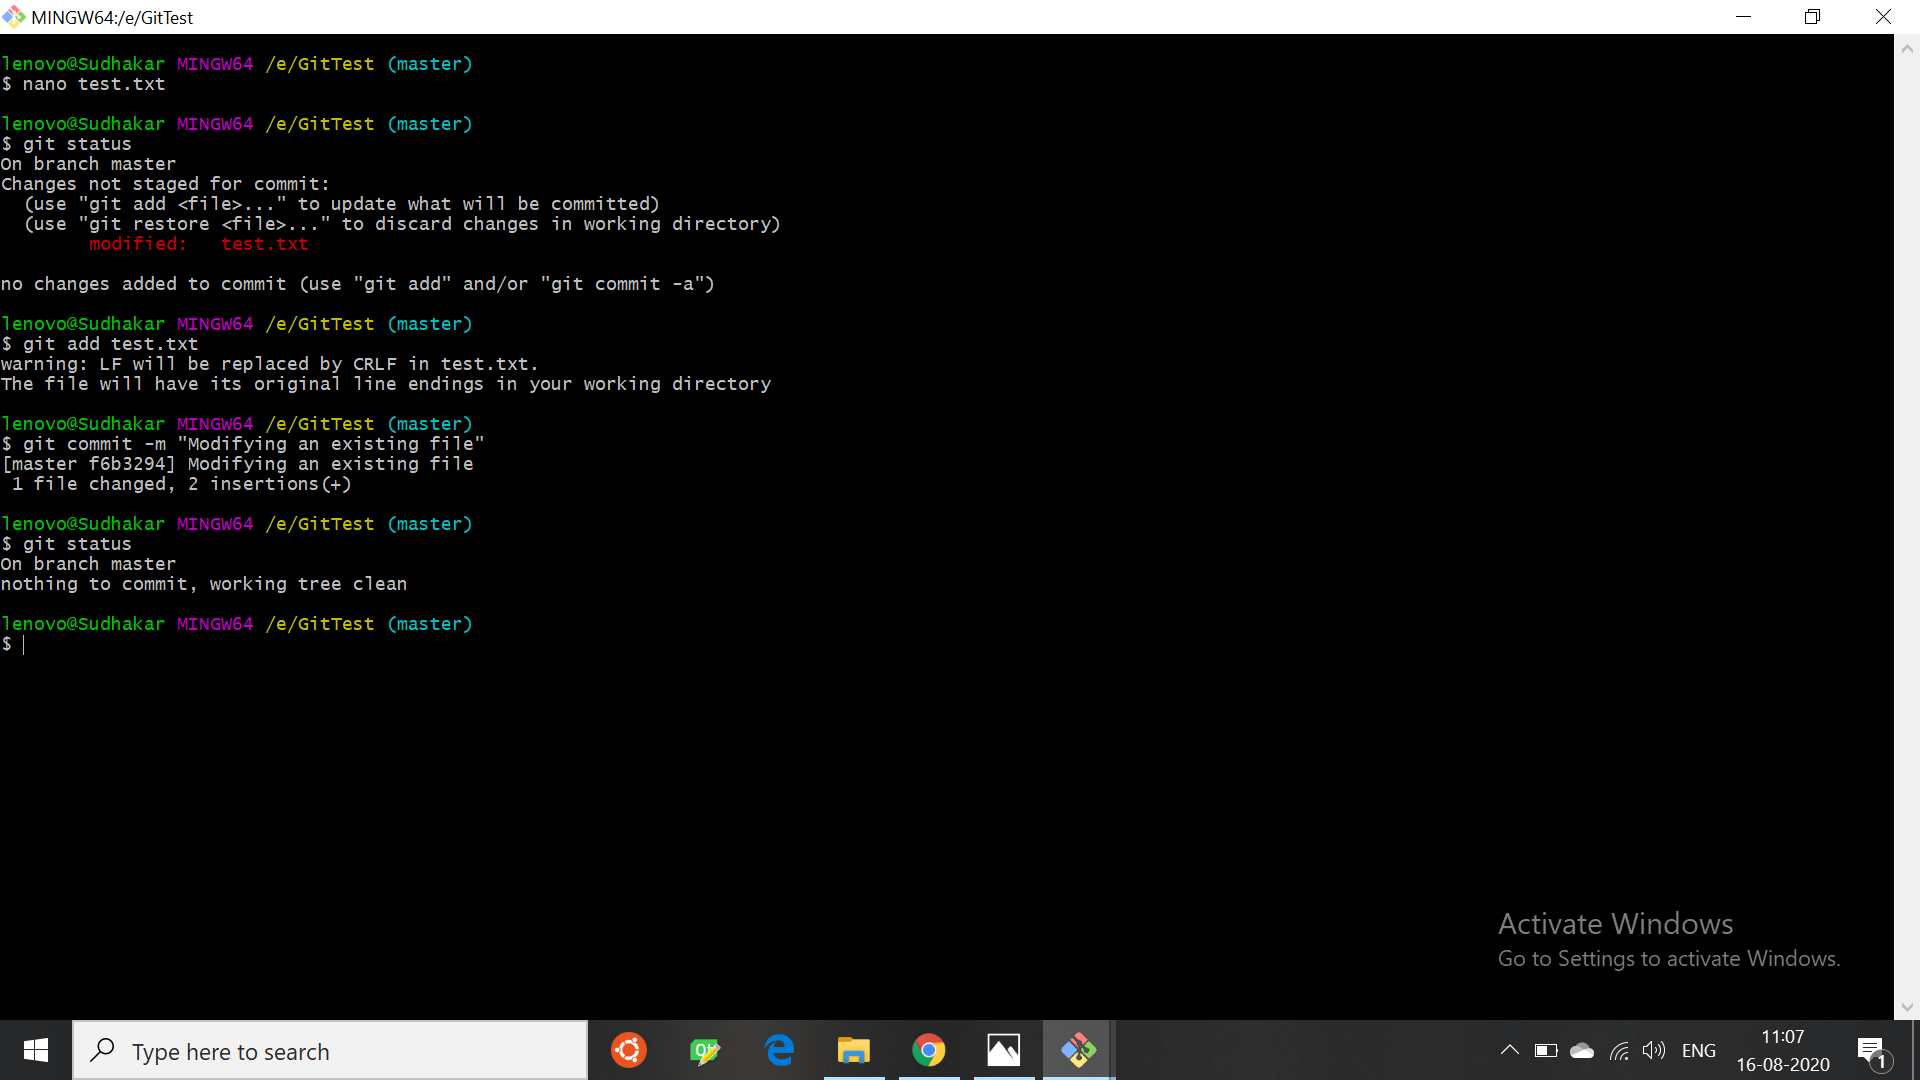 MINGW64:/e/GitTest
lenovo@Sudhakar MINGW64 /e/GitTest (master)
$ nano test.txt
lenovo@Sudhakar MINGW64 /e/GitTest (master)
$ git status
On branch master
Changes not staged for commit:
  (use "git add <file>..." to update what will be committed)
  (use "git restore <file>..." to discard changes in working directory)
        modified:   test.txt
no changes added to commit (use "git add" and/or "git commit -a")
lenovo@Sudhakar MINGW64 /e/GitTest (master)
$ git add test.txt
warning: LF will be replaced by CRLF in test.txt.
The file will have its original line endings in your working directory
lenovo@Sudhakar MINGW64 /e/GitTest (master)
$ git commit -m "Modifying an existing file"
[master f6b3294] Modifying an existing file
 1 file changed, 2 insertions(+)
lenovo@Sudhakar MINGW64 /e/GitTest (master)
$ git status
On branch master
nothing to commit, working tree clean
lenovo@Sudhakar MINGW64 /e/GitTest (master)
$
Activate Windows
Go to Settings to activate Windows.
Type here to search
Qt
ENG
11:07
16-08-2020
1